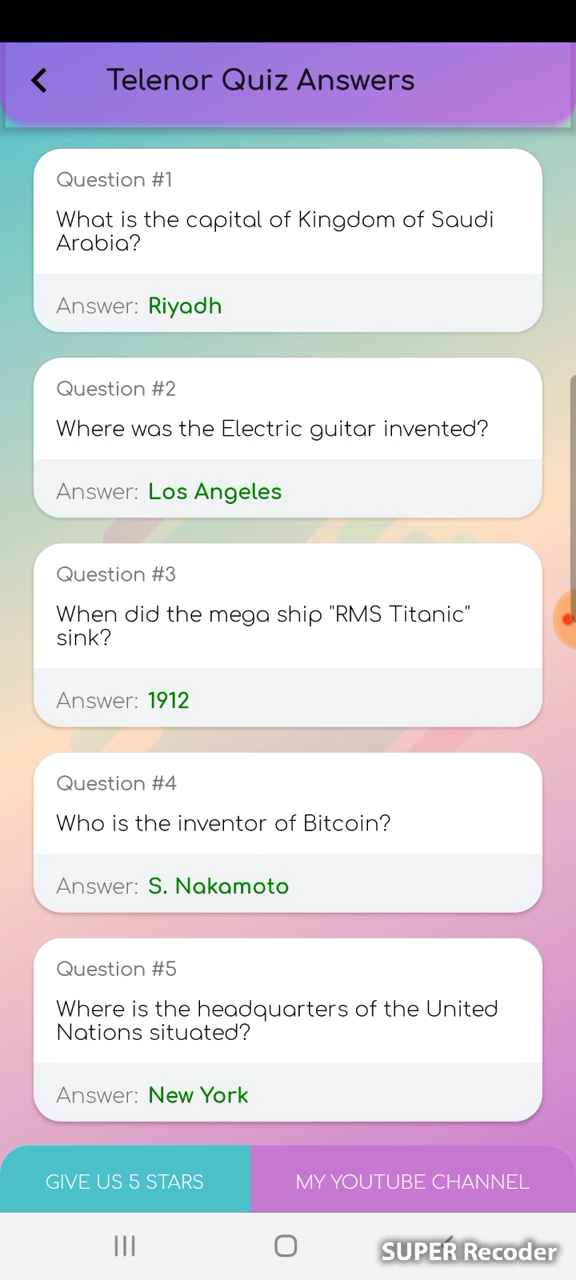 Telenor Quiz Answers
Question #1
What is the capital of Kingdom of Saudi
Arabia?
Answer: Riyadh
Question #2
Where was the Electric guitar invented?
Answer: Los Angeles
Question #3
When did the mega ship "RMS Titanic"
sink?
Answer: 1912
Question #4
Who is the inventor of Bitcoin?
Answer: S. Nakamoto
Question #5
Where is the headquarters of the United
Nations situated?
Answer: New York
GIVE US 5 STARS
MY YOUTUBE CHANNEL
SUPER Recoder